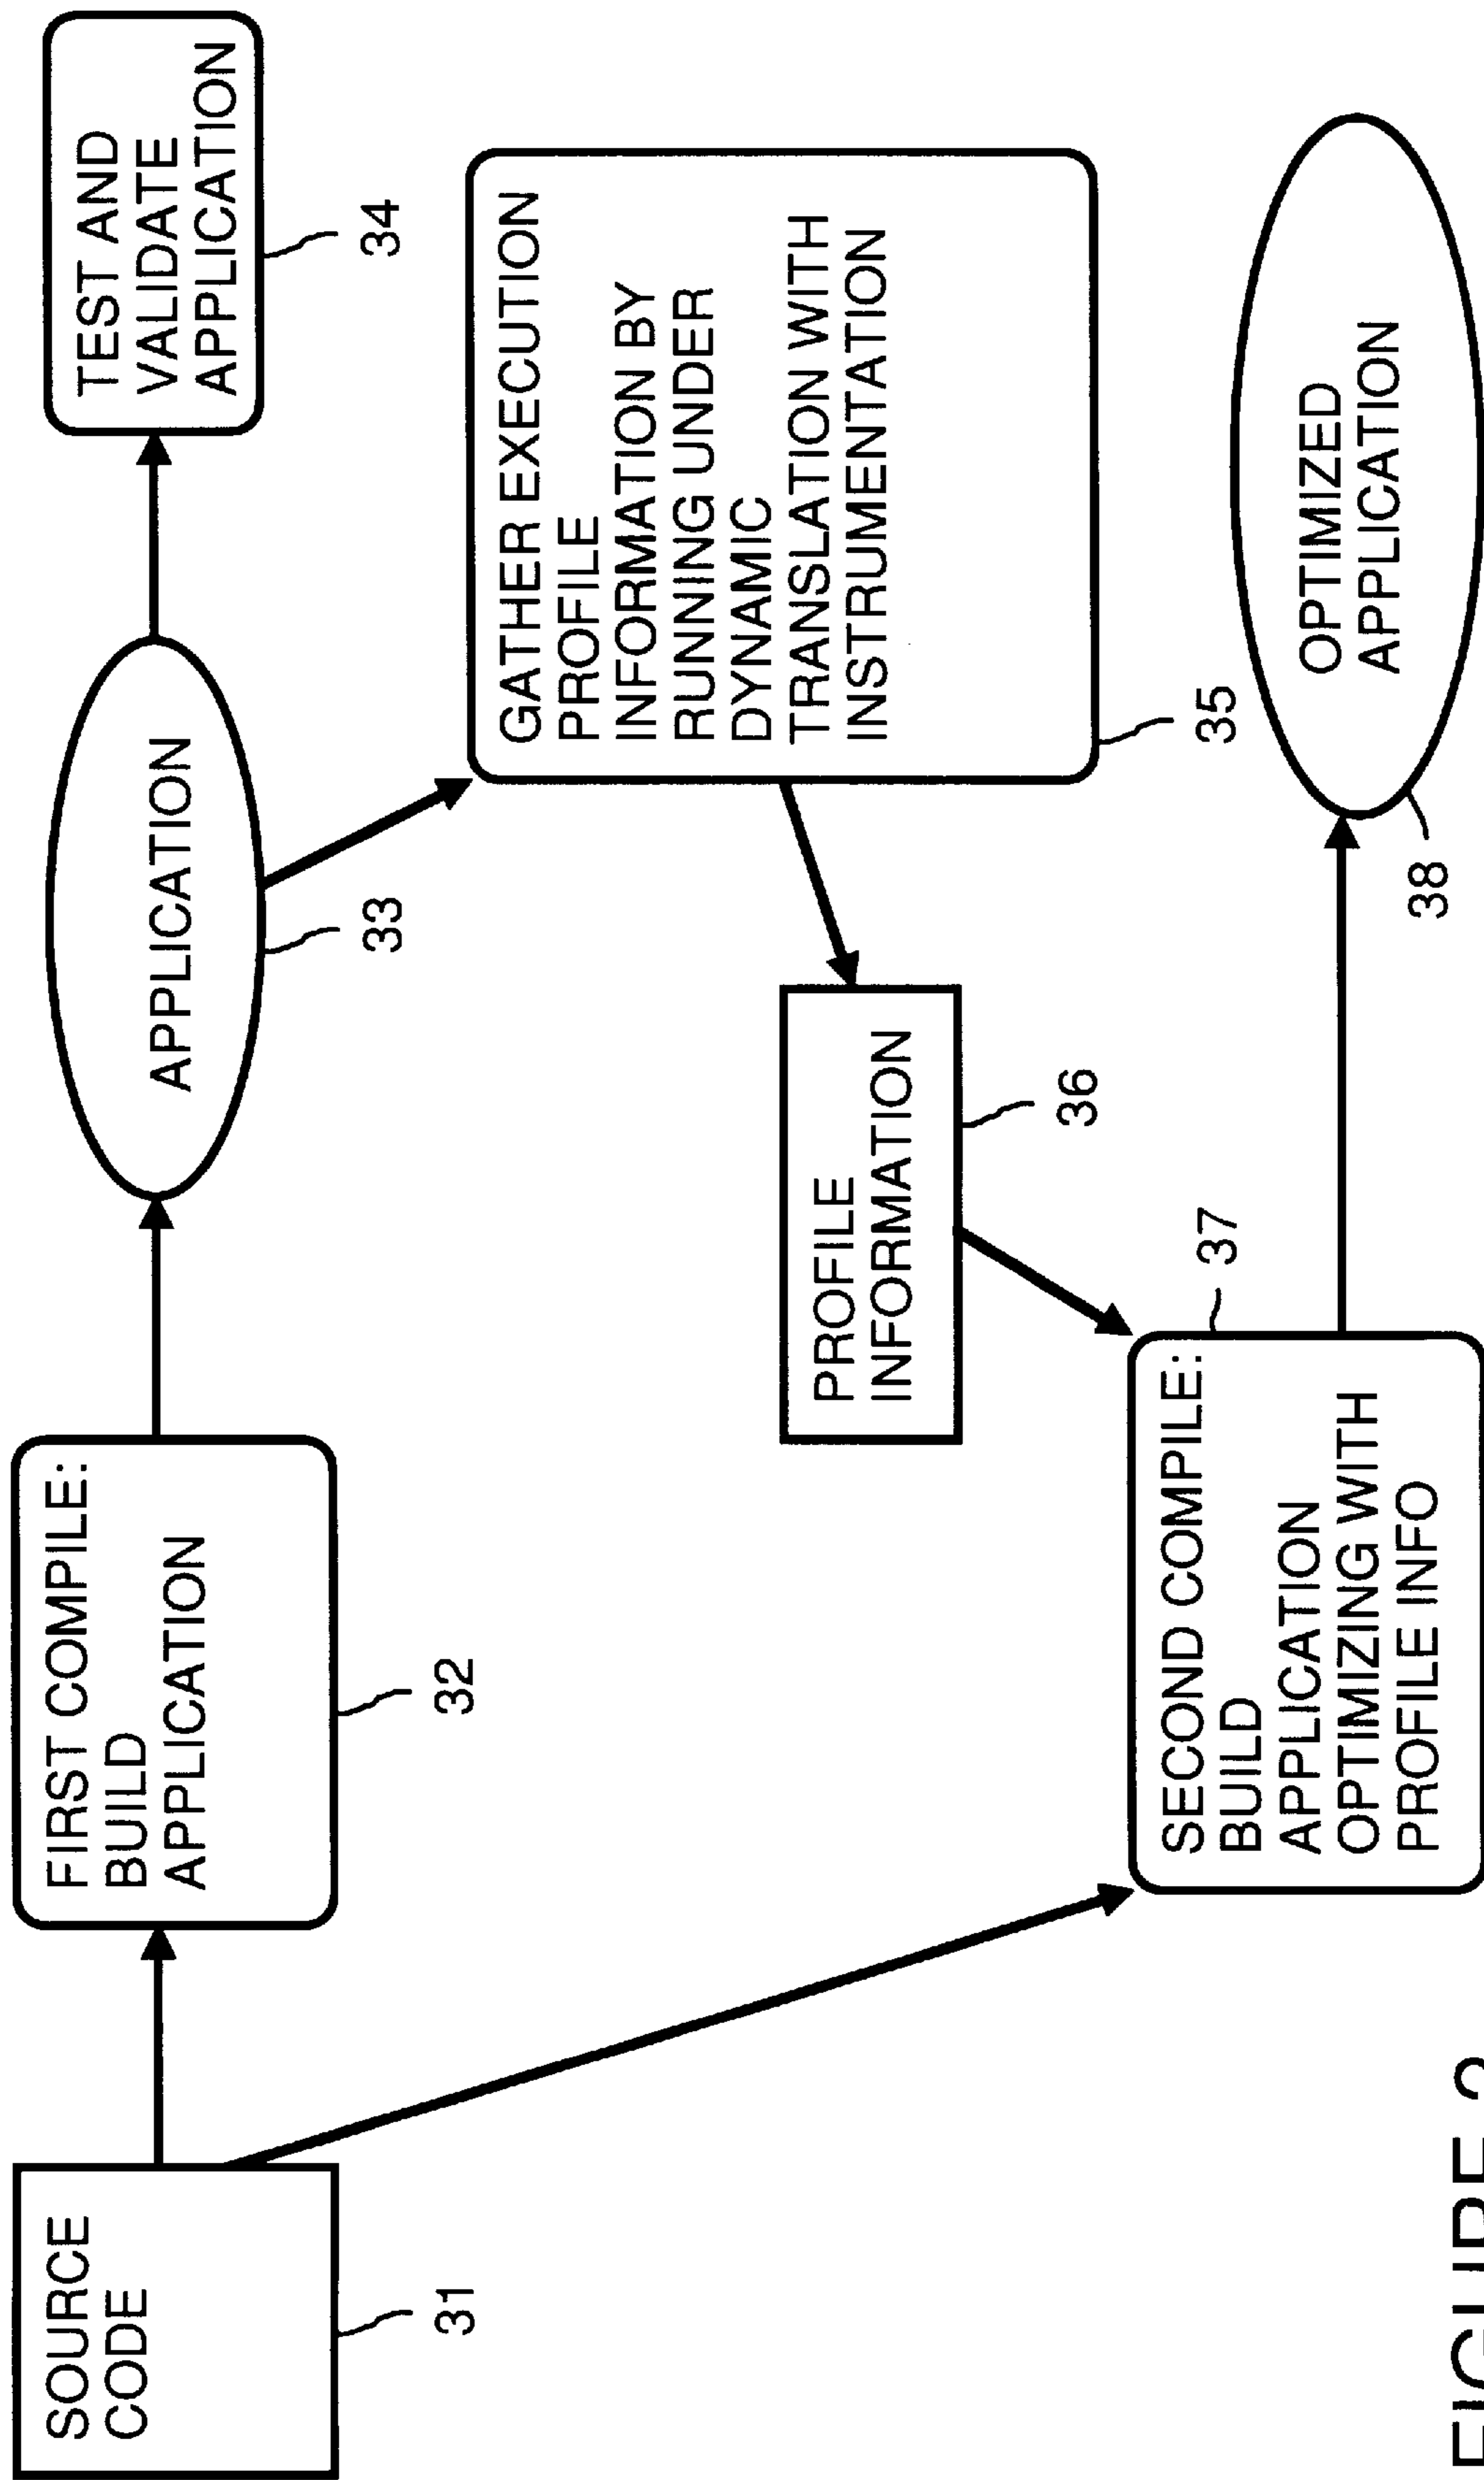 SOURCE
CODE
31
FIRST COMPILE:
BUILD
APPLICATION
32
APPLICATION
33
TEST AND
VALIDATE
APPLICATION
34
GATHER EXECUTION
PROFILE
INFORMATION BY
RUNNING UNDER
DYNAMIC
TRANSLATION WITH
INSTRUMENTATION
35
PROFILE
INFORMATION
36
SECOND COMPILE:
BUILD
APPLICATION
OPTIMIZING WITH
PROFILE INFO
37
OPTIMIZED
APPLICATION
38
FIGURE